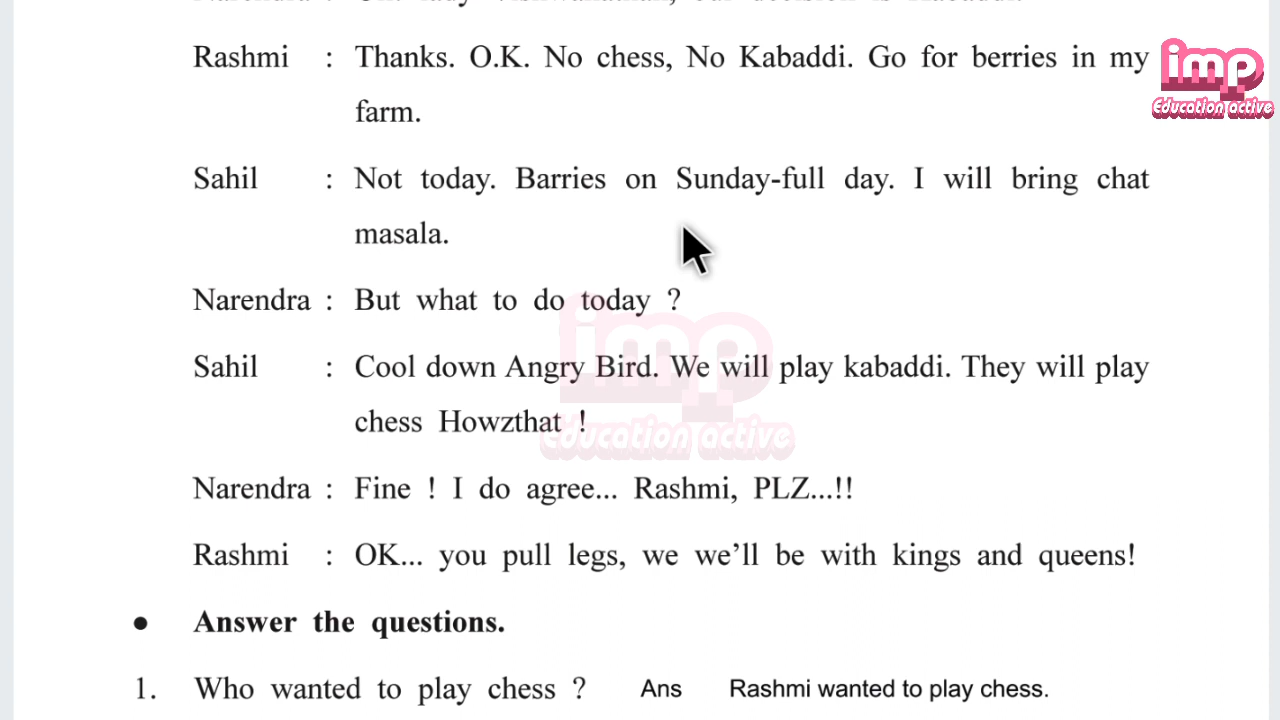 Rashmi : Thanks. O.K. No chess, No Kabaddi. Go for berries in my
farm.
Sahil : Not today. Barries on Sunday-full day. I will bring chat
masala.
Narendra : But what to do today ?
Sahil : Cool down Angry Bird. We will play kabaddi. They will play
chess Howzthat !
Narendra : Fine ! I do agree... Rashmi, PLZ...!!
Rashmi : OK... you pull legs, we we’ll be with kings and queens!
● Answer the questions.
1. Who wanted to play chess ? Ans Rashmi wanted to play chess.
imp
Education active
imp
education active